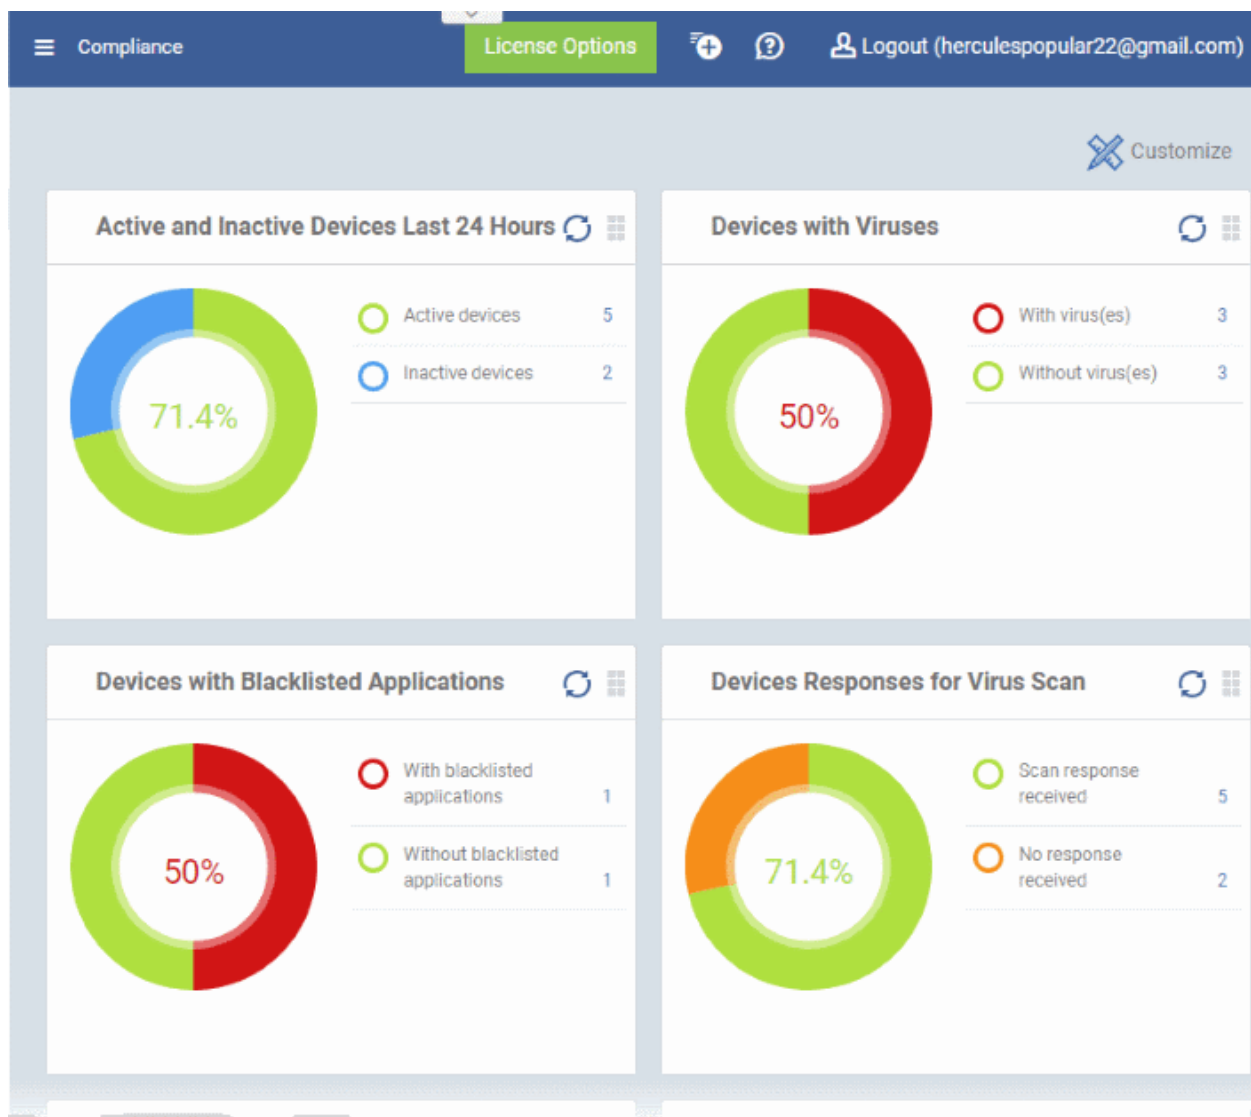 Compliance
License Options
Logout (herculespopular22@gmail.com)
Customize
Active and Inactive Devices Last 24 Hours
Active devices 5
Inactive devices 2
71.4%
Devices with Viruses
With virus(es) 3
Without virus(es) 3
50%
Devices with Blacklisted Applications
With blacklisted
applications 1
Without blacklisted
applications 1
50%
Devices Responses for Virus Scan
Scan response
received 5
No response
received 2
71.4%